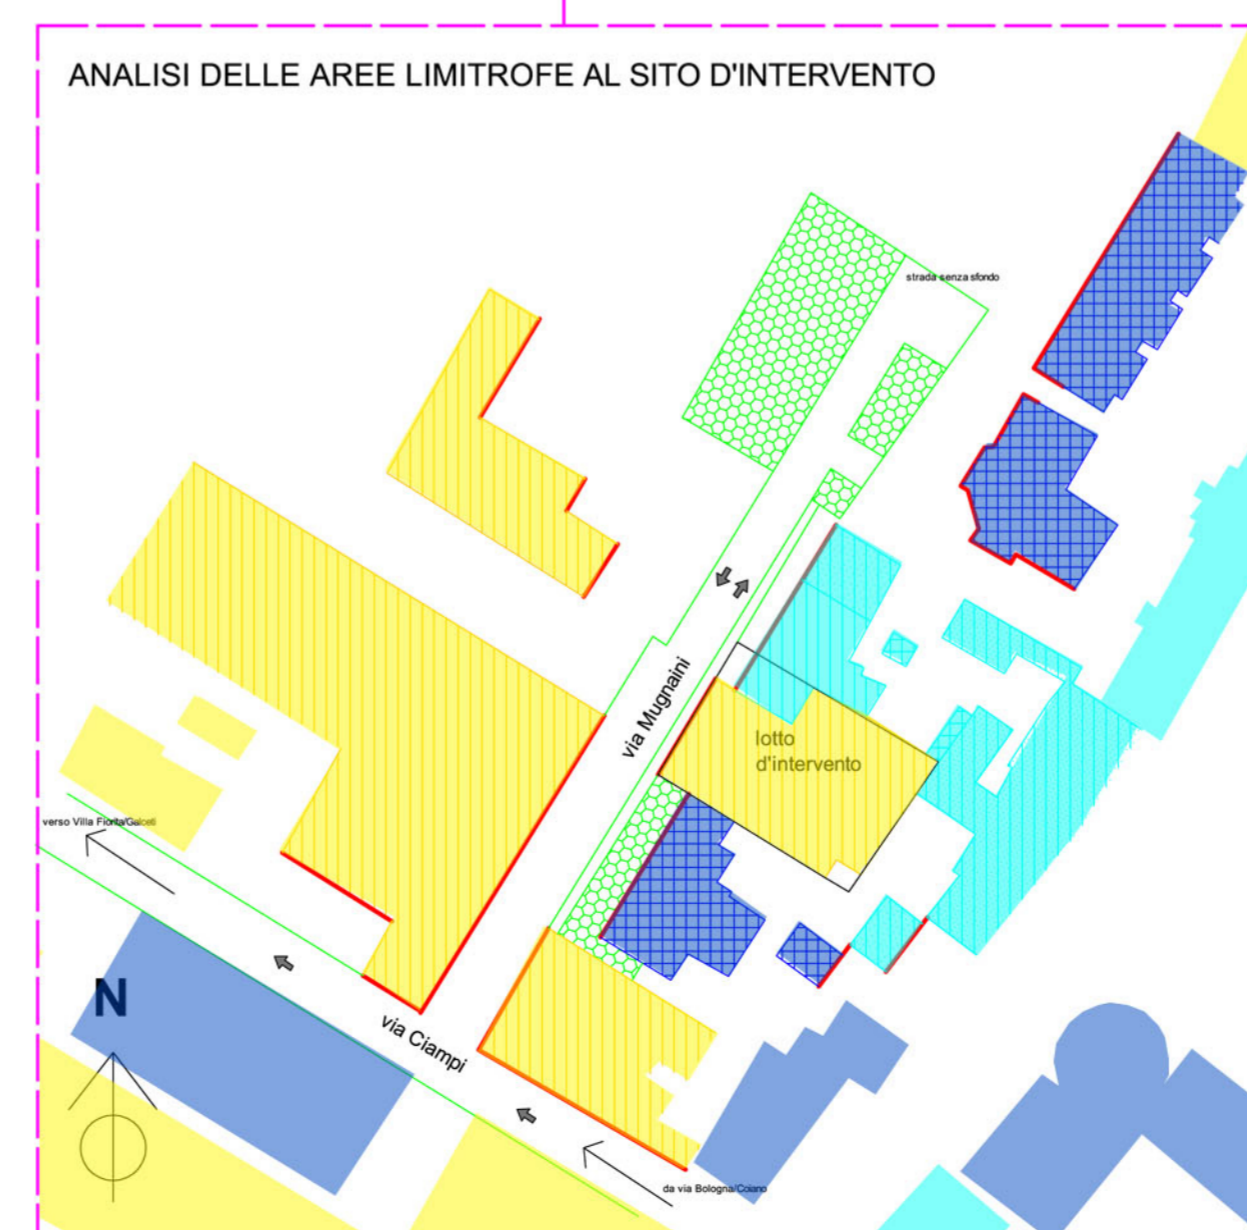 ANALISI DELLE AREE LIMITROFE AL SITO D'INTERVENTO
strada senza sfondo
via Mugnaini
lotto
d'intervento
verso Villa Fiorita/Galceti
N
via Ciampi
da via Bologna/Coiano